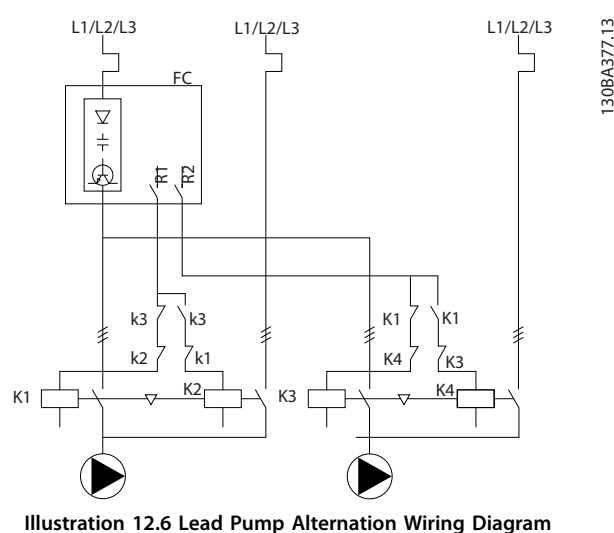 L1/L2/L3 L1/L2/L3 L1/L2/L3
130BA377.13
FC
R1 R2
k3 k3 K1 K1
k2 k1 K4 K3
K1 K2 K3 K4
Illustration 12.6 Lead Pump Alternation Wiring Diagram